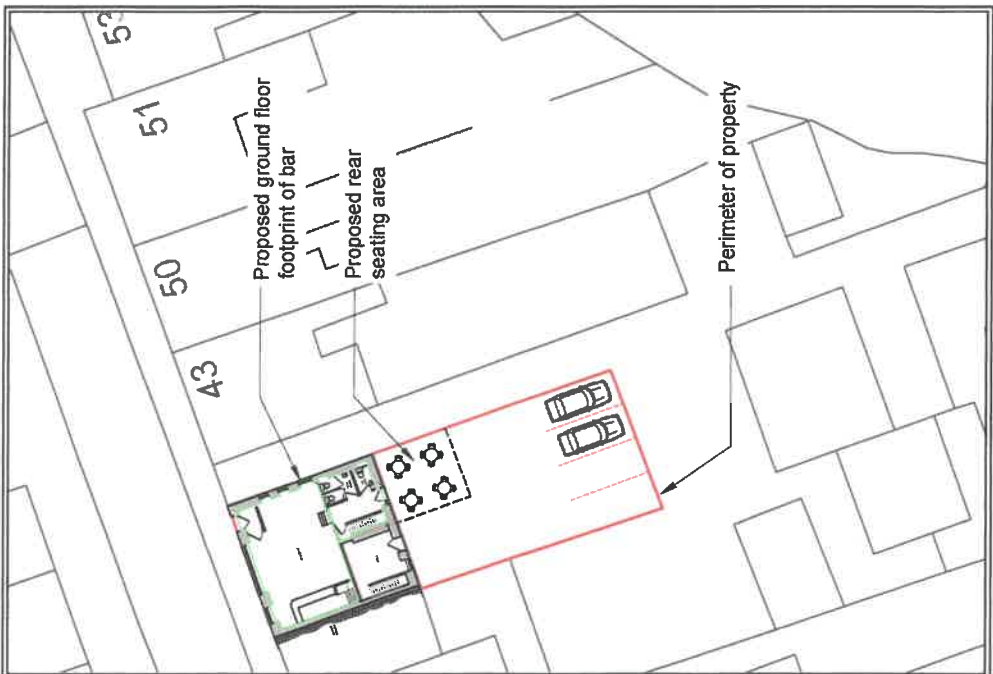 53
51
50
43
Proposed ground floor
footprint of bar
Proposed rear
seating area
Perimeter of property